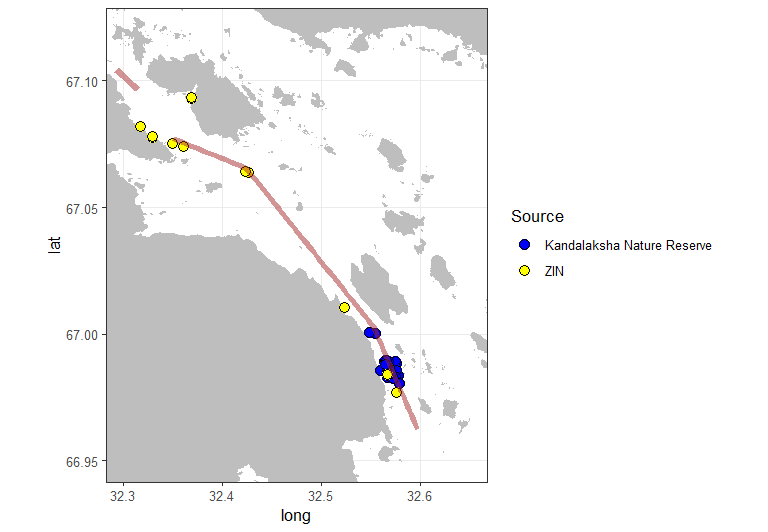 67.10
67.05
67.00
66.95
lat
32.3
32.4
32.5
32.6
long
Source
Kandalaksha Nature Reserve
ZIN